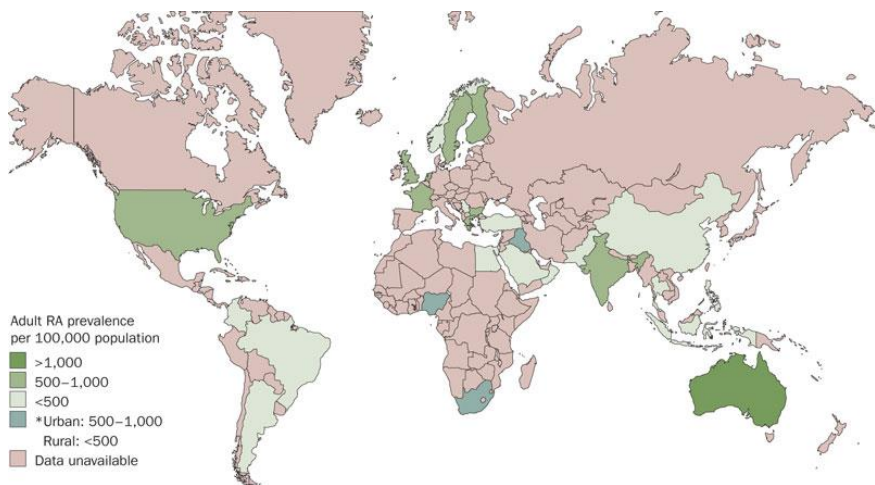 Adult RA prevalence
per 100,000 population
>1,000
500–1,000
<500
*Urban: 500–1,000
Rural: <500
Data unavailable